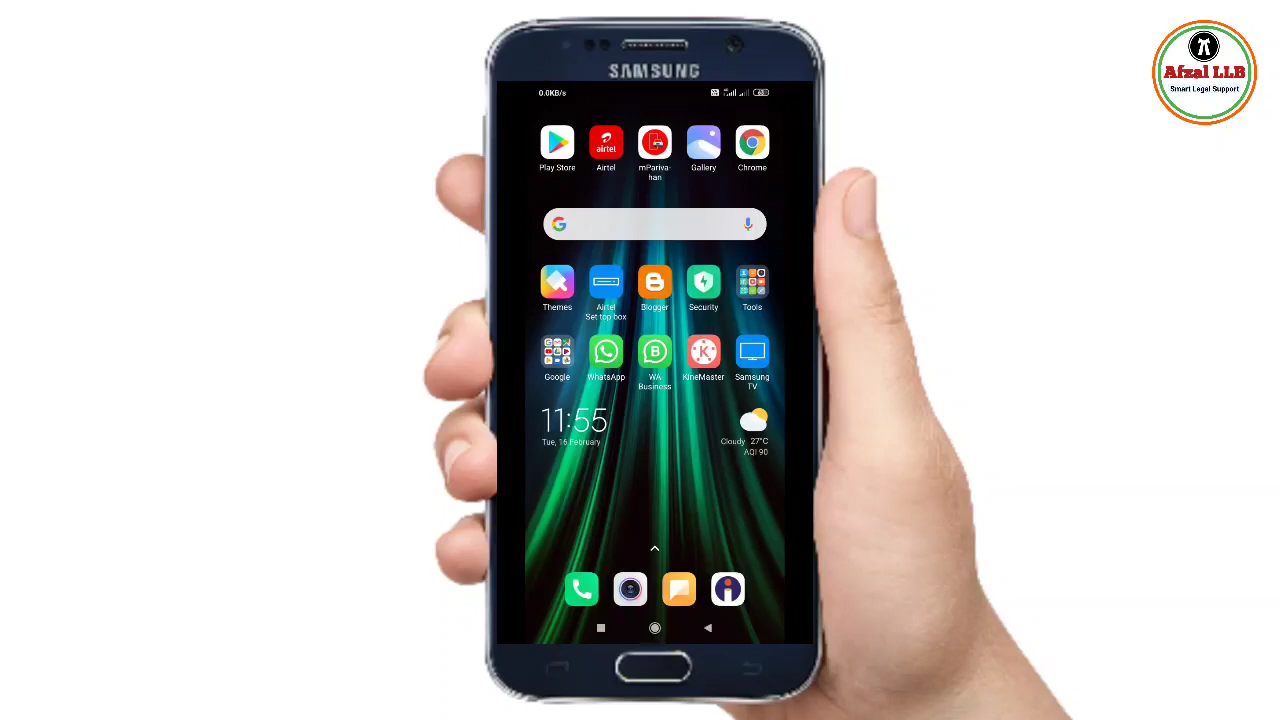 Afzal LLB
Smart Legal Support
SAMSUNG
0.0KB/s
Play Store
Airtel
mPariva-
han
Gallery
Chrome
airtel
Themes
Airtel
Set top box
Blogger
Security
Tools
Google
WhatsApp
WA
Business
KineMaster
Samsung
TV
11:55
Tue, 16 February
Cloudy 27°C
AQI 90